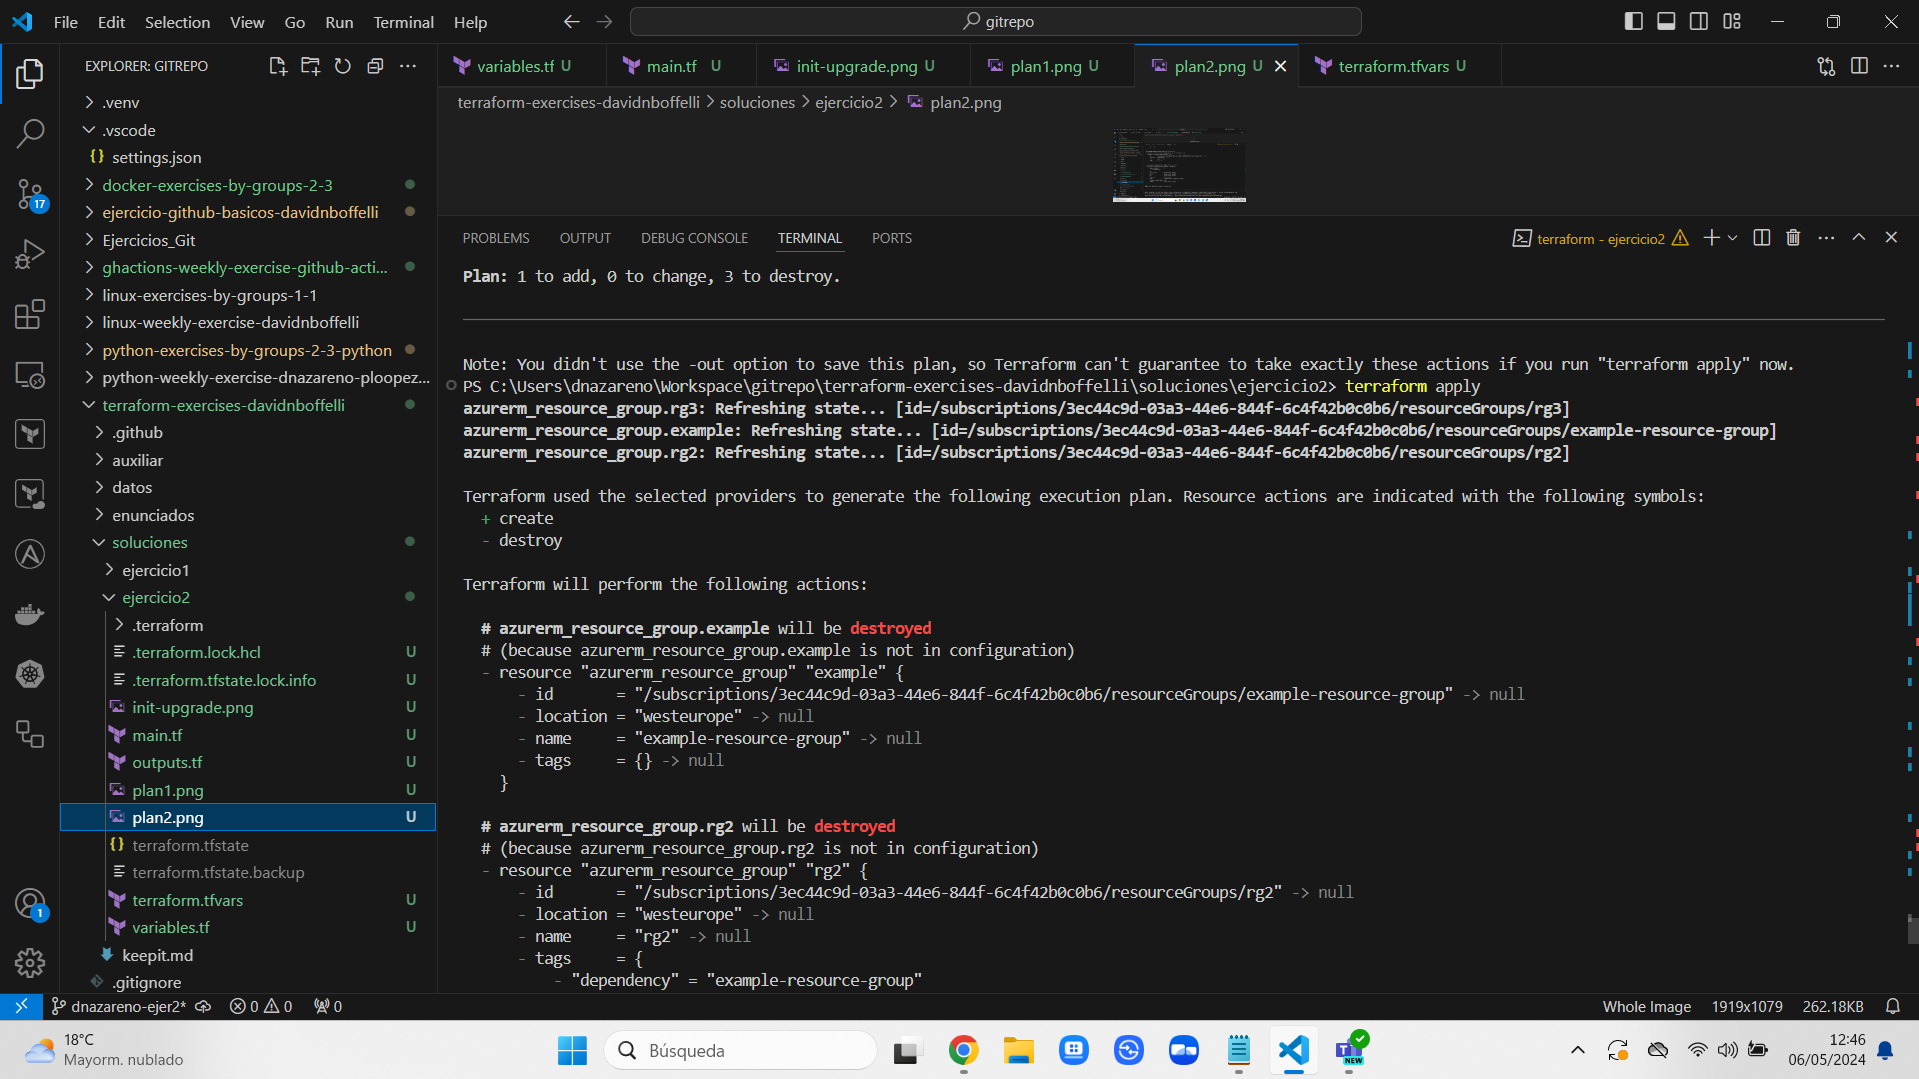 File Edit Selection View Go Run Terminal Help
gitrepo
EXPLORER: GITREPO
.venv
.vscode
settings.json
docker-exercises-by-groups-2-3
ejercicio-github-basicos-davidnboffelli
Ejercicios_Git
ghactions-weekly-exercise-github-acti...
linux-exercises-by-groups-1-1
linux-weekly-exercise-davidnboffelli
python-exercises-by-groups-2-3-python
python-weekly-exercise-dnazareno-ploopez...
terraform-exercises-davidnboffelli
.github
auxiliar
datos
enunciados
soluciones
ejercicio1
ejercicio2
.terraform
.terraform.lock.hcl U
.terraform.tfstate.lock.info U
init-upgrade.png U
main.tf U
outputs.tf U
plan1.png U
plan2.png U
terraform.tfstate
terraform.tfstate.backup
terraform.tfvars U
variables.tf U
keepit.md
.gitignore
17
1
variables.tf U main.tf U init-upgrade.png U plan1.png U plan2.png U terraform.tfvars U
terraform-exercises-davidnboffelli > soluciones > ejercicio2 > plan2.png
PROBLEMS OUTPUT DEBUG CONSOLE TERMINAL PORTS
terraform - ejercicio2
Plan: 1 to add, 0 to change, 3 to destroy.
Note: You didn't use the -out option to save this plan, so Terraform can't guarantee to take exactly these actions if you run "terraform apply" now.
PS C:\Users\dnazareno\Workspace\gitrepo\terraform-exercises-davidnboffelli\soluciones\ejercicio2> terraform apply
azurerm_resource_group.rg3: Refreshing state... [id=/subscriptions/3ec44c9d-03a3-44e6-844f-6c4f42b0c0b6/resourceGroups/rg3]
azurerm_resource_group.example: Refreshing state... [id=/subscriptions/3ec44c9d-03a3-44e6-844f-6c4f42b0c0b6/resourceGroups/example-resource-group]
azurerm_resource_group.rg2: Refreshing state... [id=/subscriptions/3ec44c9d-03a3-44e6-844f-6c4f42b0c0b6/resourceGroups/rg2]
Terraform used the selected providers to generate the following execution plan. Resource actions are indicated with the following symbols:
+ create
- destroy
Terraform will perform the following actions:
# azurerm_resource_group.example will be destroyed
# (because azurerm_resource_group.example is not in configuration)
- resource "azurerm_resource_group" "example" {
- id = "/subscriptions/3ec44c9d-03a3-44e6-844f-6c4f42b0c0b6/resourceGroups/example-resource-group" -> null
- location = "westeurope" -> null
- name = "example-resource-group" -> null
- tags = {} -> null
}
# azurerm_resource_group.rg2 will be destroyed
# (because azurerm_resource_group.rg2 is not in configuration)
- resource "azurerm_resource_group" "rg2" {
- id = "/subscriptions/3ec44c9d-03a3-44e6-844f-6c4f42b0c0b6/resourceGroups/rg2" -> null
- location = "westeurope" -> null
- name = "rg2" -> null
- tags = {
- "dependency" = "example-resource-group"
dnazareno-ejer2* 0 0 0
Whole Image 1919x1079 262.18KB
18°C
Mayorm. nublado
Búsqueda
NEW
12:46
06/05/2024